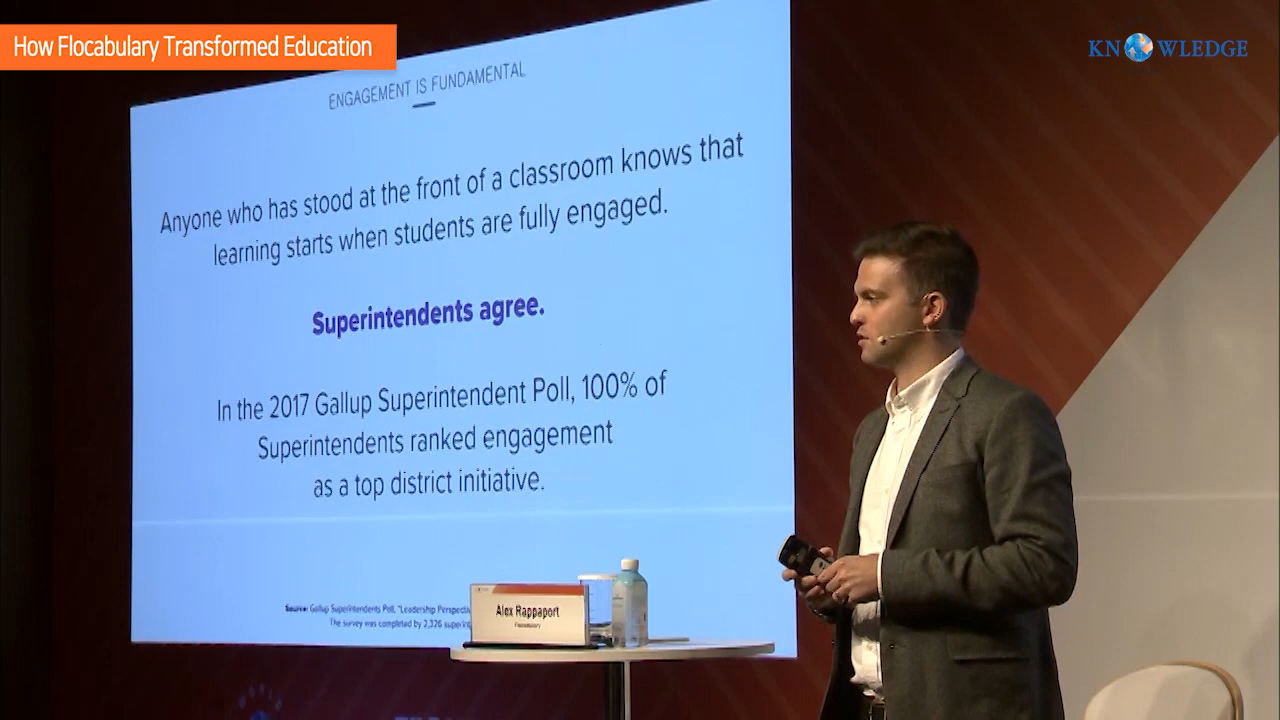 How Flocabulary Transformed Education
KNOWLEDGE
ENGAGEMENT IS FUNDAMENTAL
Anyone who has stood at the front of a classroom knows that
learning starts when students are fully engaged.
Superintendents agree.
In the 2017 Gallup Superintendent Poll, 100% of
Superintendents ranked engagement
as a top district initiative.
Source: Gallup Superintendents Poll, "Leadership
The survey was completed by 2,326
Alex Rappaport
Flocabulary